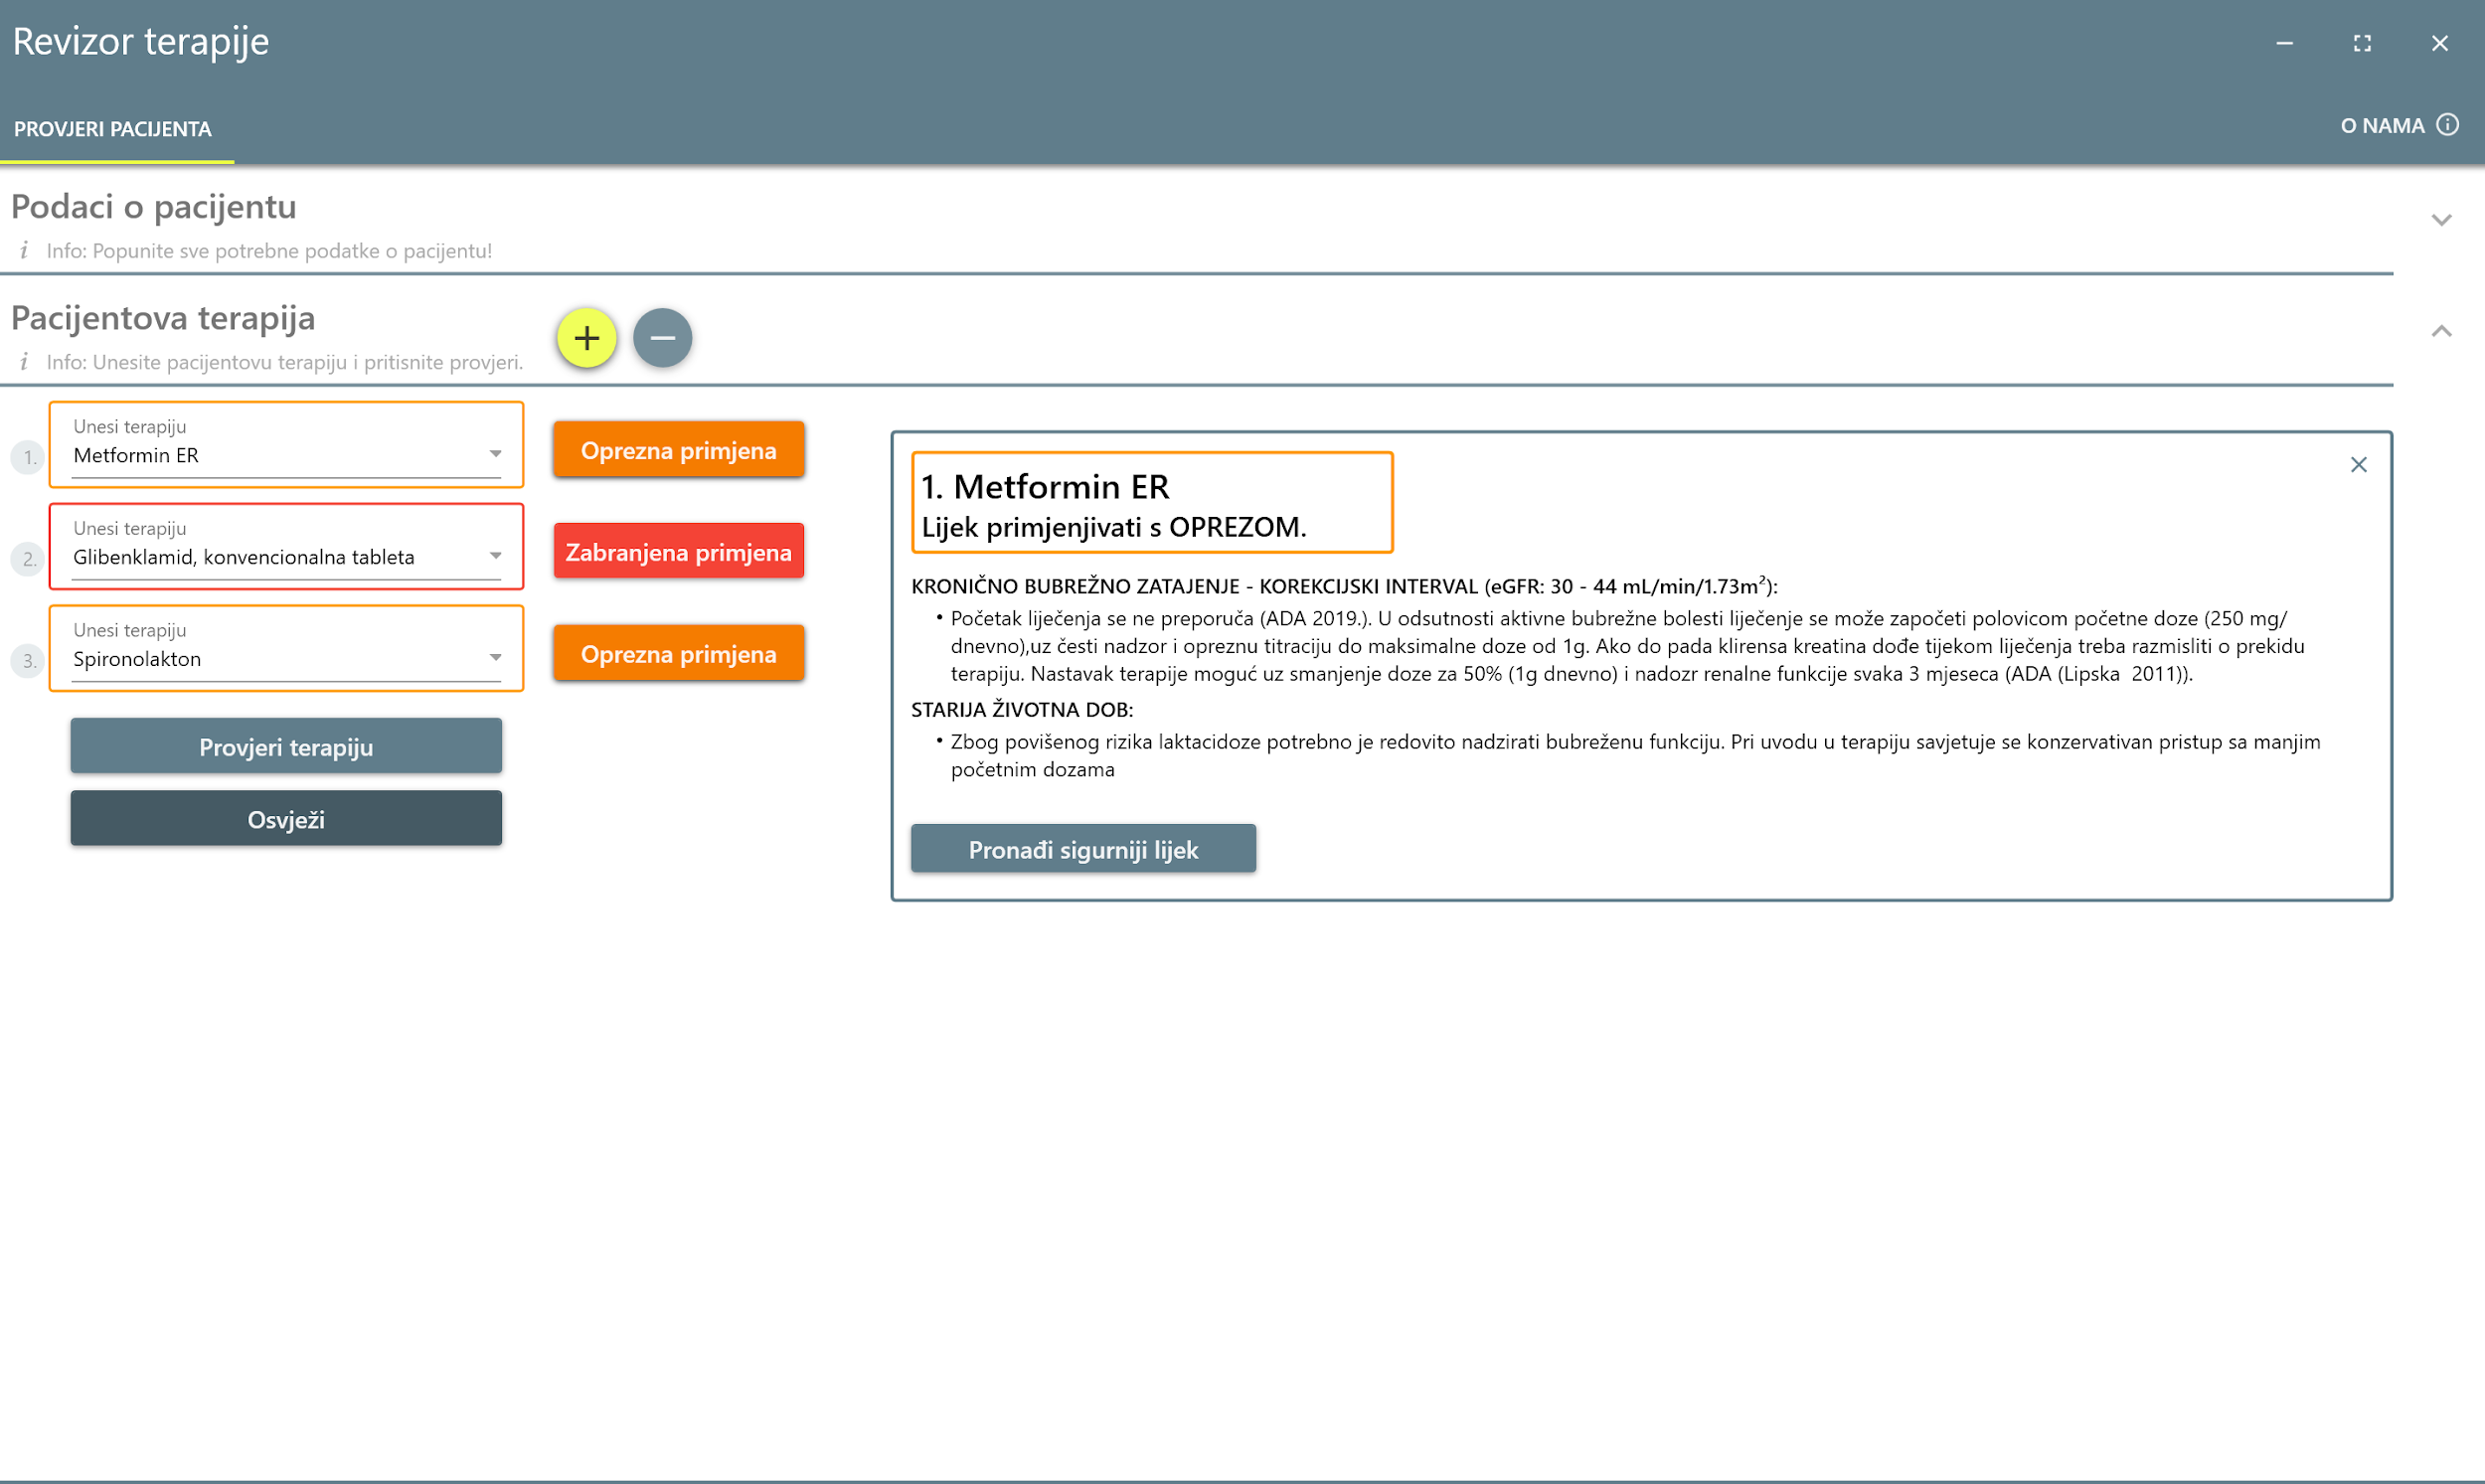 Revizor terapije
PROVJERI PACIJENTA
O NAMA
Podaci o pacijentu
i Info: Popunite sve potrebne podatke o pacijentu!
Pacijentova terapija
i Info: Unesite pacijentovu terapiju i pritisnite provjeri.
1.
Unesi terapiju
Metformin ER
Oprezna primjena
2.
Unesi terapiju
Glibenklamid, konvencionalna tableta
Zabranjena primjena
3.
Unesi terapiju
Spironolakton
Oprezna primjena
Provjeri terapiju
Osvježi
1. Metformin ER
Lijek primjenjivati s OPREZOM.
KRONIČNO BUBREŽNO ZATAJENJE - KOREKCIJSKI INTERVAL (eGFR: 30 - 44 mL/min/1.73m²):
• Početak liječenja se ne preporuča (ADA 2019.). U odsutnosti aktivne bubrežne bolesti liječenje se može započeti polovicom početne doze (250 mg/
dnevno),uz česti nadzor i opreznu titraciju do maksimalne doze od 1g. Ako do pada klirensa kreatina dođe tijekom liječenja treba razmisliti o prekidu
terapiju. Nastavak terapije moguć uz smanjenje doze za 50% (1g dnevno) i nadozr renalne funkcije svaka 3 mjeseca (ADA (Lipska 2011)).
STARIJA ŽIVOTNA DOB:
• Zbog povišenog rizika laktacidoze potrebno je redovito nadzirati bubreženu funkciju. Pri uvodu u terapiju savjetuje se konzervativan pristup sa manjim
početnim dozama
Pronađi sigurniji lijek